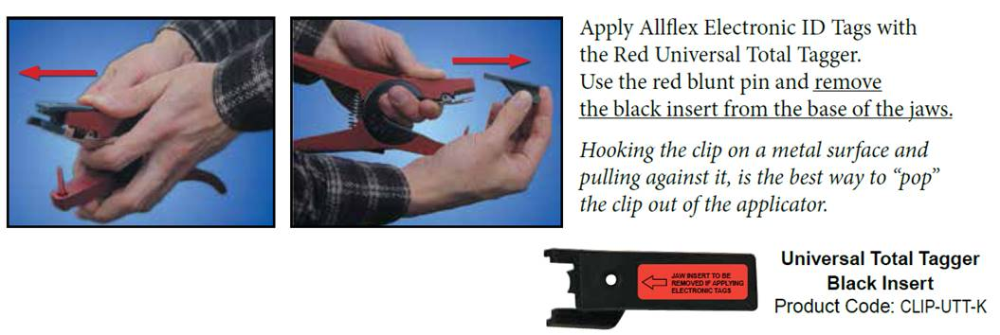 Apply Allflex Electronic ID Tags with
the Red Universal Total Tagger.
Use the red blunt pin and remove
the black insert from the base of the jaws.
Hooking the clip on a metal surface and
pulling against it, is the best way to “pop”
the clip out of the applicator.
JAW INSERT TO BE
REMOVED IF APPLYING
ELECTRONIC TAGS
Universal Total Tagger
Black Insert
Product Code: CLIP-UTT-K